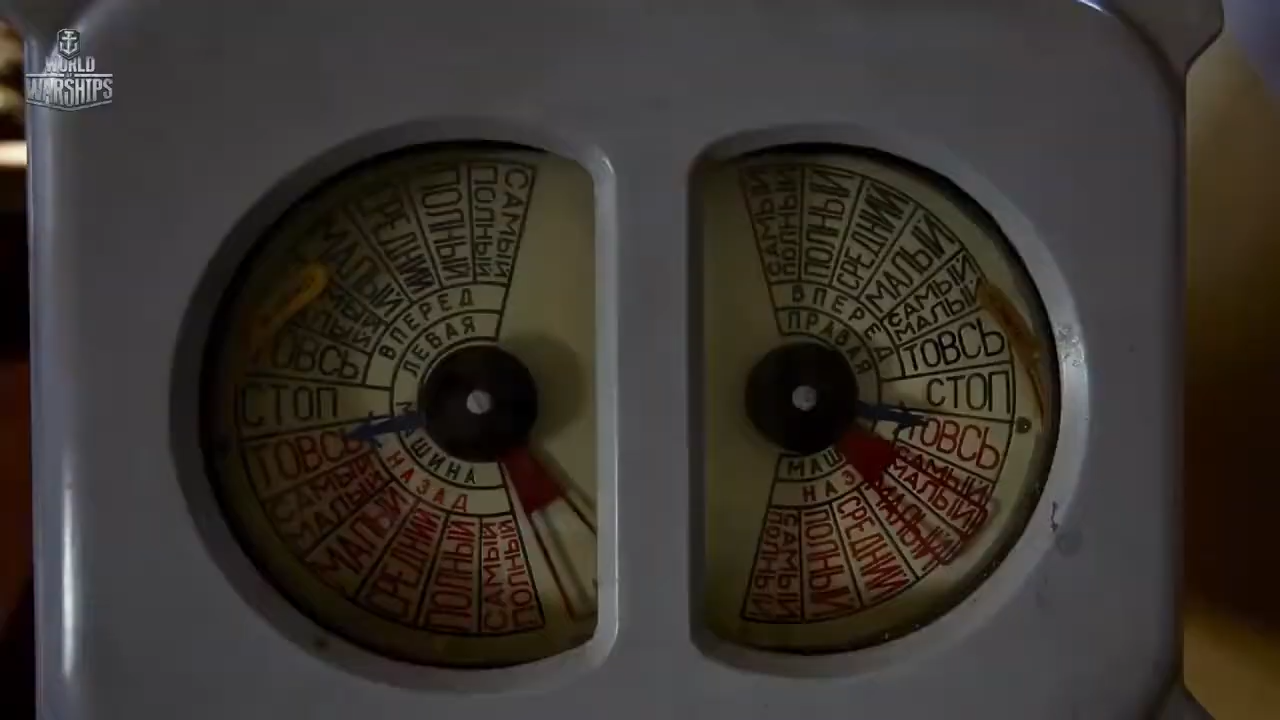 WORLD
OF
WARSHIPS
САМЫЙ
ПОЛНЫЙ
ПОЛНЫЙ
СРЕДНИЙ
МАЛЫЙ
САМЫЙ
МАЛЫЙ
ТОВСЬ
СТОП
ТОВСЬ
САМЫЙ
МАЛЫЙ
МАЛЫЙ
СРЕДНИЙ
ПОЛНЫЙ
САМЫЙ
ПОЛНЫЙ
ВПЕРЕД
ЛЕВАЯ
МАШИНА
НАЗАД
САМЫЙ
ПОЛНЫЙ
ПОЛНЫЙ
СРЕДНИЙ
МАЛЫЙ
САМЫЙ
МАЛЫЙ
ТОВСЬ
СТОП
ТОВСЬ
САМЫЙ
МАЛЫЙ
МАЛЫЙ
СРЕДНИЙ
ПОЛНЫЙ
САМЫЙ
ПОЛНЫЙ
ВПЕРЕД
ПРАВАЯ
МАШ
НАЗ